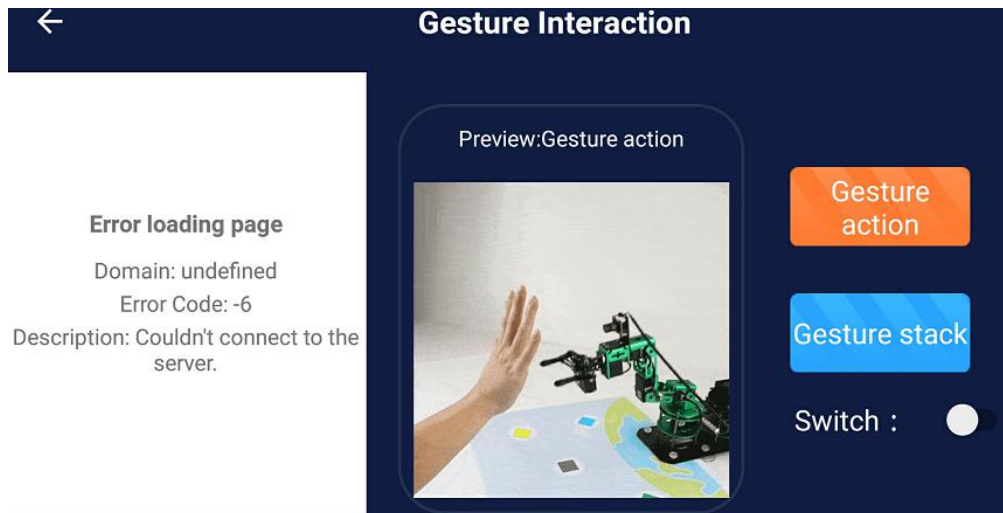 Gesture Interaction
Error loading page
Domain: undefined
Error Code: -6
Description: Couldn't connect to the
server.
Preview:Gesture action
Gesture
action
Gesture stack
Switch :